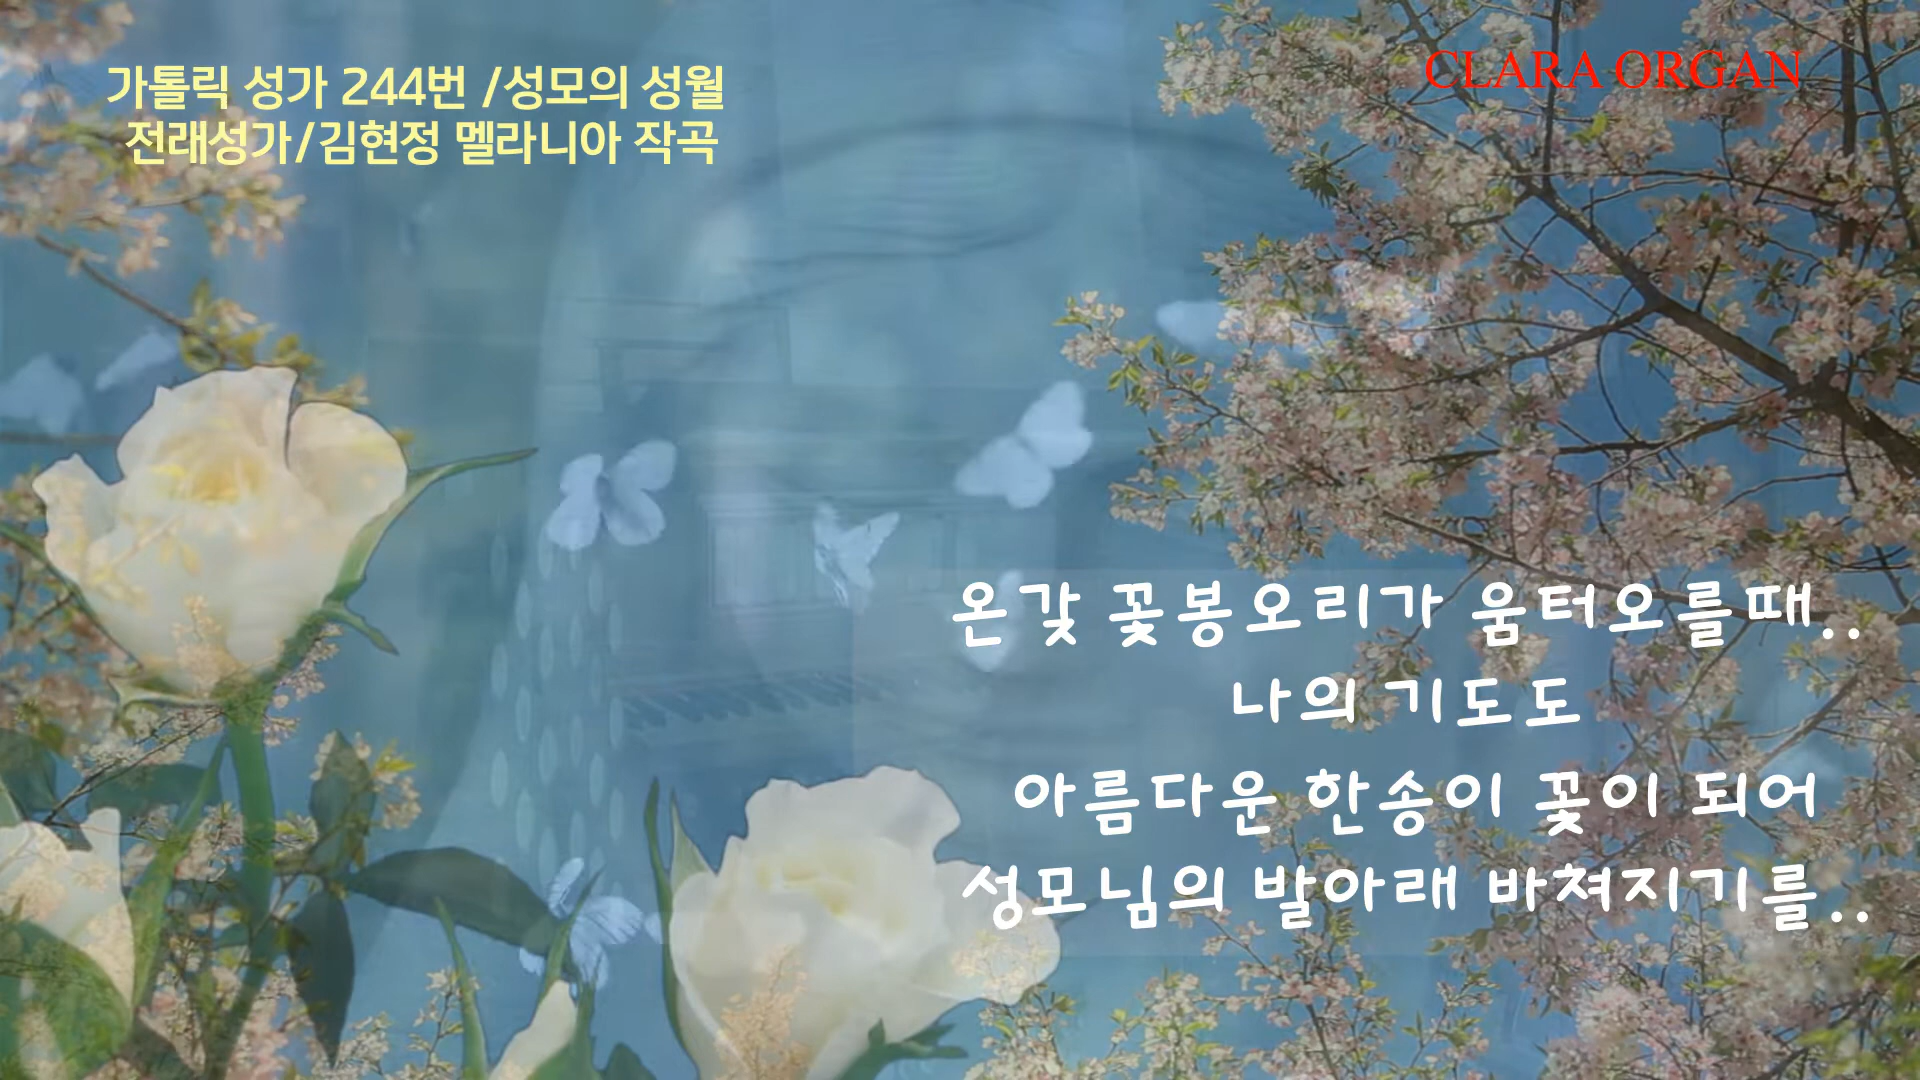 가톨릭 성가 244번 /성모의 성월
전래성가/김현정 멜라니아 작곡
CLARA ORGAN
온갖 꽃봉오리가 움터오를때..
나의 기도도
아름다운 한송이 꽃이 되어
성모님의 발아래 바쳐지기를..